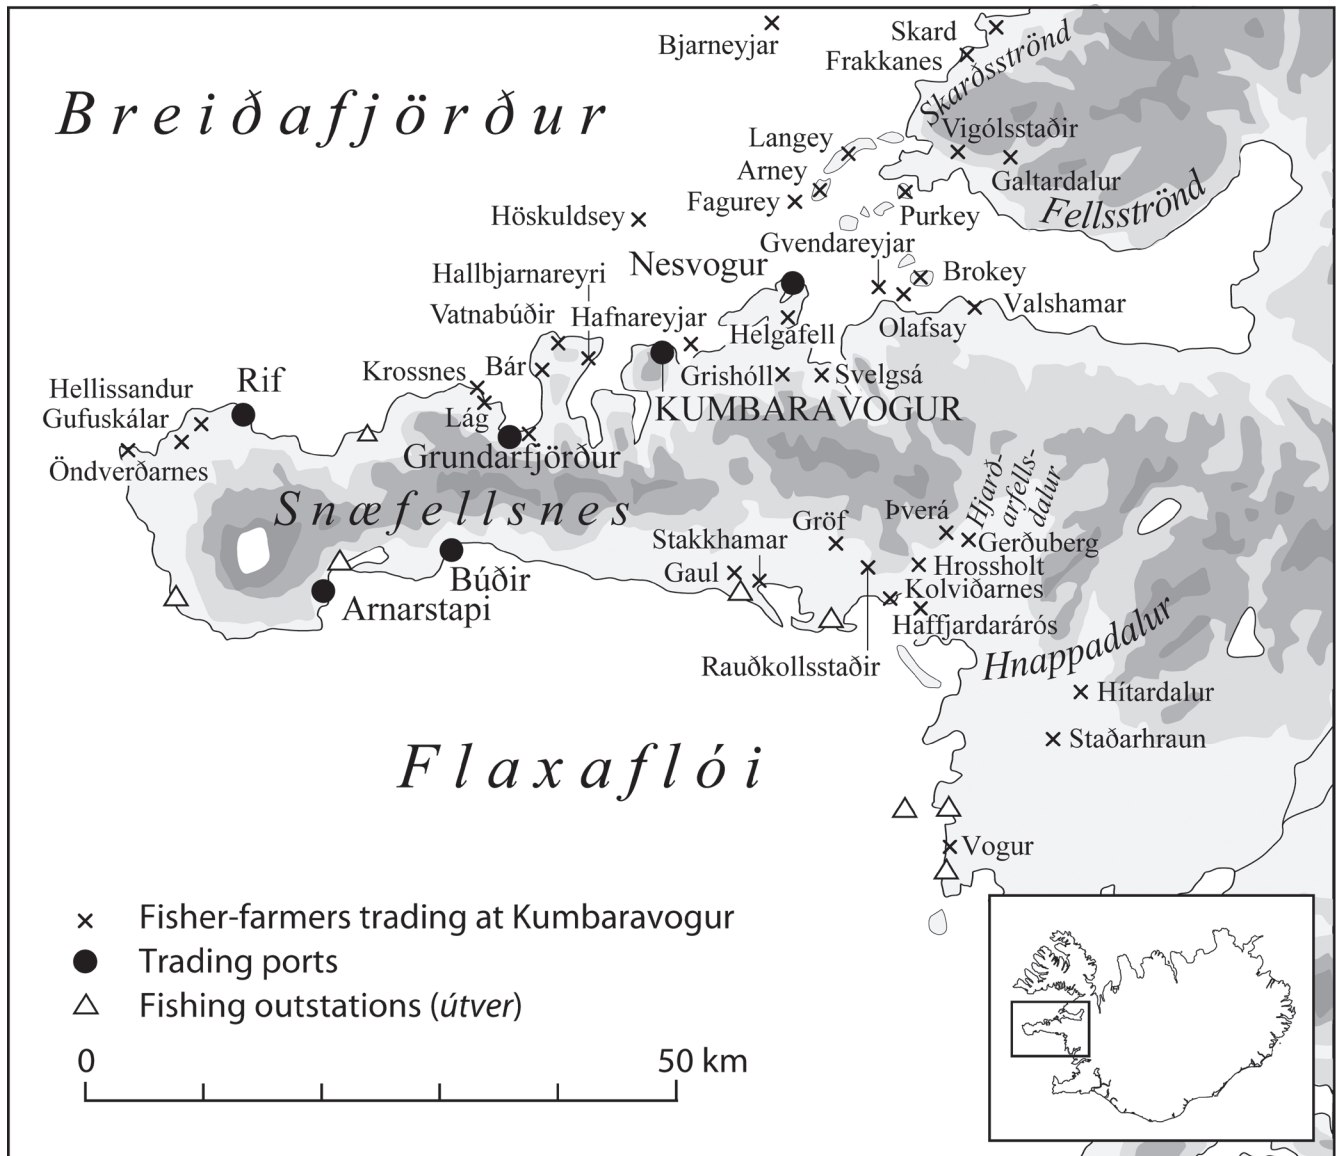 Bjarneyjar
Skard
Frakkanes
Skarðsströnd
Breiðafjörður
Langey
Vigólsstaðir
Arney
Galtardalur
Fagurey
Fellsströnd
Höskuldsey
Purkey
Gvendareyjar
Nesvogur
Hallbjarnareyri
Brokey
Vatnabúðir
Hafnareyjar
Valshamar
Helgafell
Olafsay
Krossnes
Bár
Grishóll
Svelgsá
Hellissandur
Rif
Gufuskálar
Lág
KUMBARAVOGUR
Öndverðarnes
Grundarfjörður
Hjarð-
arfells-
dalur
Snæfellsnes
Gröf
Þverá
Stakkhamar
Gerðuberg
Gaul
Hrossholt
Búðir
Kolviðarnes
Arnarstapi
Haffjardarárós
Rauðkollsstaðir
Hnappadalur
Hítardalur
Staðarhraun
Flaxaflói
Vogur
Fisher-farmers trading at Kumbaravogur
Trading ports
Fishing outstations (útver)
0
50 km